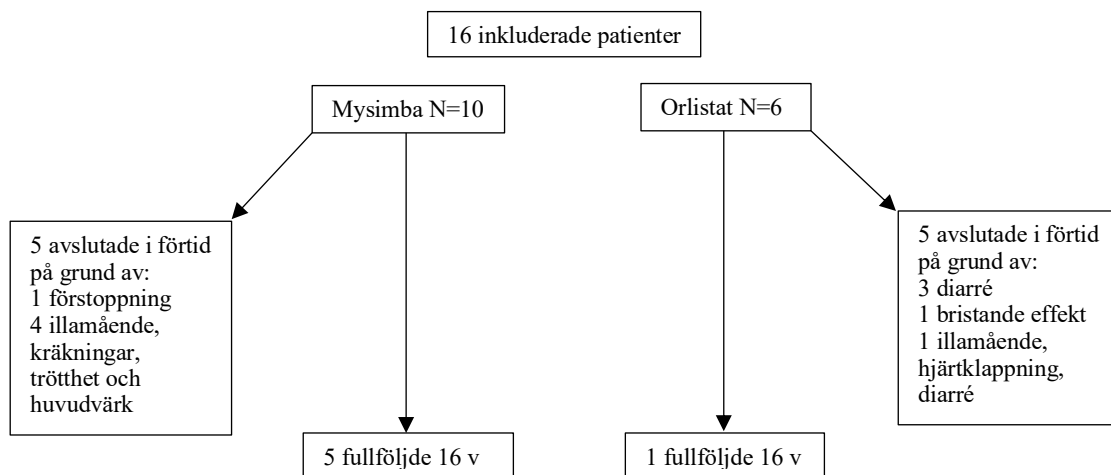 16 inkluderade patienter
Mysimba N=10
Orlistat N=6
5 avslutade i förtid
på grund av:
1 förstoppning
4 illamående,
kräkningar,
trötthet och
huvudvärk
5 avslutade i förtid
på grund av:
3 diarré
1 bristande effekt
1 illamående,
hjärtklappning,
diarré
5 fullföljde 16 v
1 fullföljde 16 v